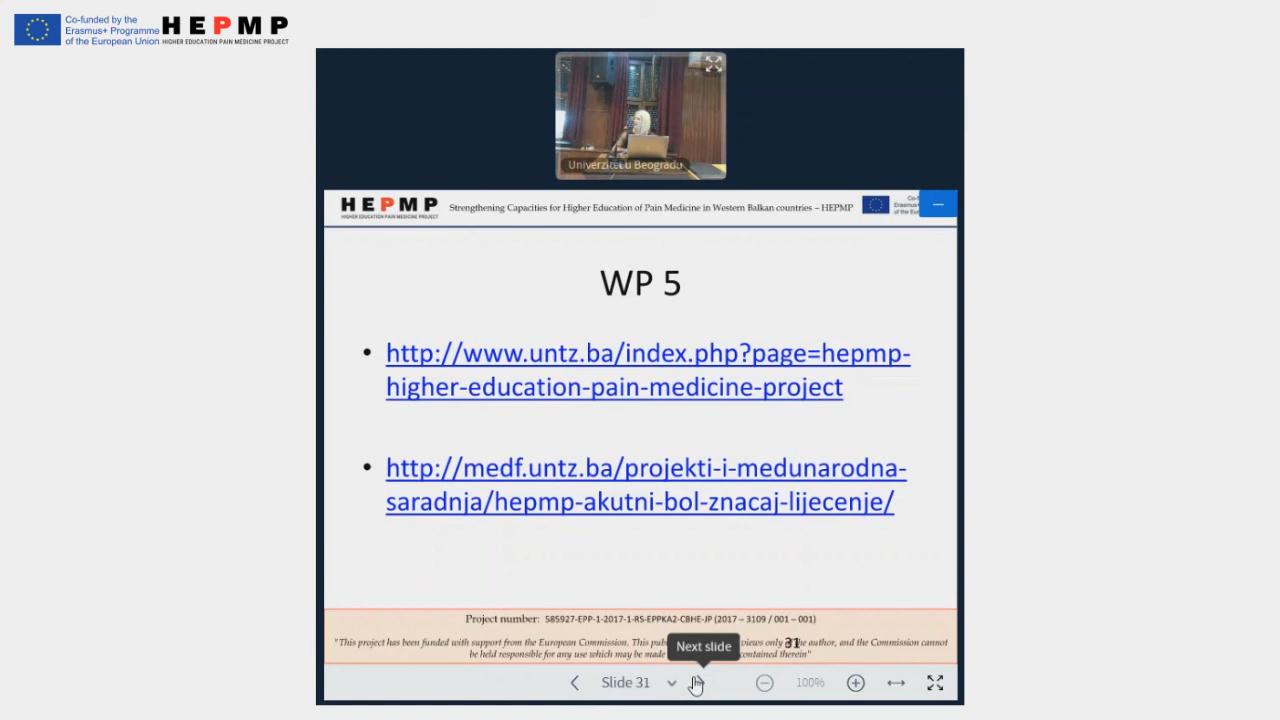 Co-funded by the
Erasmus+ Programme
of the European Union
HEPMP
HIGHER EDUCATION PAIN MEDICINE PROJECT
Univerzitet u Beogradu
HEPMP
HIGHER EDUCATION PAIN MEDICINE PROJECT
Strengthening Capacities for Higher Education of Pain Medicine in Western Balkan countries – HEPMP
WP 5
• http://www.untz.ba/index.php?page=hepmp-
higher-education-pain-medicine-project
• http://medf.untz.ba/projekti-i-medunarodna-
saradnja/hepmp-akutni-bol-znacaj-lijecenje/
Project number: 585927-EPP-1-2017-1-RS-EPPKA2-CBHE-JP (2017 – 3109 / 001 – 001)
"This project has been funded with support from the European Commission. This views only author, and the Commission cannot
be held responsible for any use which may be made contained therein"
31
Next slide
Slide 31
100%